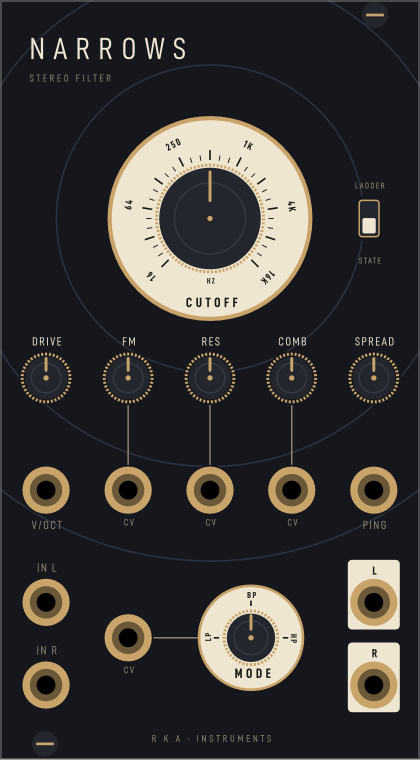 NARROWS
STEREO FILTER
250 1K
64 4K
16 16K
HZ
CUTOFF
LADDER
STATE
DRIVE FM RES COMB SPREAD
V/OCT CV CV CV PING
IN L
L
BP
LP HP
MODE
IN R
R
CV
RKA · INSTRUMENTS